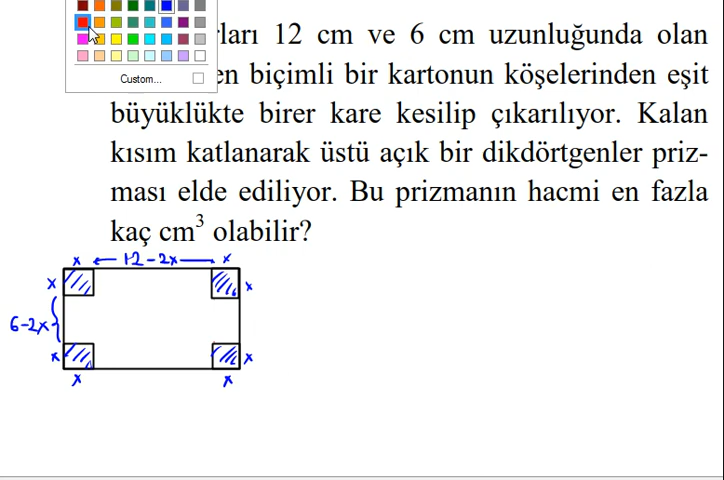 Custom...
12 cm ve 6 cm uzunluğunda olan
biçimli bir kartonun köşelerinden eşit
büyüklükte birer kare kesilip çıkarılıyor. Kalan
kısım katlanarak üstü açık bir dikdörtgenler priz-
ması elde ediliyor. Bu prizmanın hacmi en fazla
kaç cm³ olabilir?
x 12-2x x
x x
6-2x
x x
x x